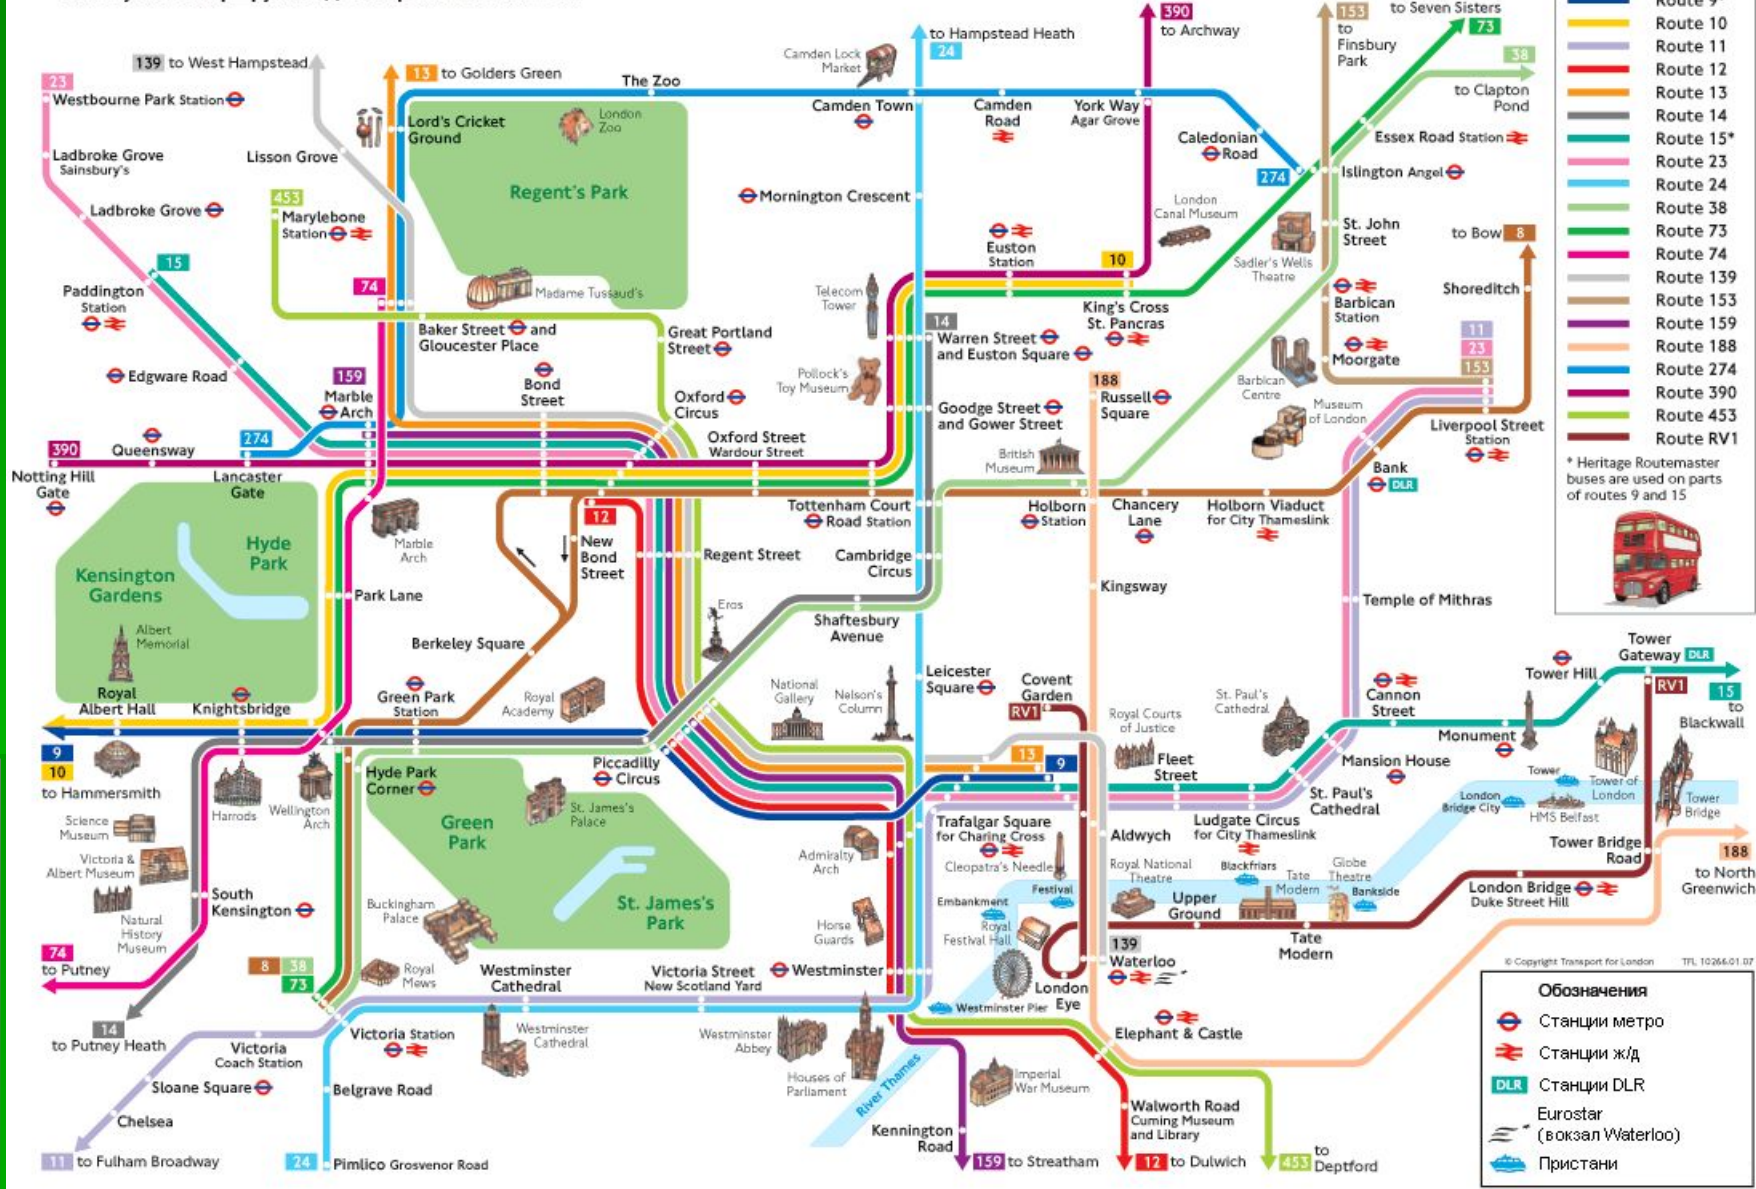 139 to West Hampstead
13 to Golders Green
The Zoo
Camden Lock
Market
to Hampstead Heath
24
390
to Archway
153
to
Finsbury
Park
to Seven Sisters
73
38
to Clapton
Pond
23
Westbourne Park Station
Ladbroke Grove
Sainsbury's
Ladbroke Grove
Lisson Grove
Lord's Cricket
Ground
London
Zoo
Regent's Park
Camden Town
Camden
Road
York Way
Agar Grove
Caledonian
Road
274
Essex Road Station
Islington Angel
453
Marylebone
Station
Mornington Crescent
Euston
Station
London
Canal Museum
10
Sadler's Wells
Theatre
St. John
Street
to Bow 8
Shoreditch
15
Paddington
Station
74
Madame Tussaud's
Telecom
Tower
14
King's Cross
St. Pancras
Barbican
Station
Moorgate
11
23
153
Baker Street and
Gloucester Place
Great Portland
Street
Warren Street
and Euston Square
Edgware Road
159
Marble
Arch
Bond
Street
Oxford
Circus
Pollock's
Toy Museum
Goodge Street
and Gower Street
188
Russell
Square
Barbican
Centre
Museum
of London
Liverpool Street
Station
390
Queensway
274
Notting Hill
Gate
Lancaster
Gate
Oxford Street
Wardour Street
British
Museum
Bank
DLR
Hyde
Park
Kensington
Gardens
Albert
Memorial
Marble
Arch
12
New
Bond
Street
Regent Street
Tottenham Court
Road Station
Holborn
Station
Chancery
Lane
Holborn Viaduct
for City Thameslink
Cambridge
Circus
Kingsway
Park Lane
Berkeley Square
Eros
Shaftesbury
Avenue
Temple of Mithras
Royal
Albert Hall
Knightsbridge
Green Park
Station
Royal
Academy
National
Gallery
Nelson's
Column
Leicester
Square
Covent
Garden
RV1
Royal Courts
of Justice
St. Paul's
Cathedral
Cannon
Street
Tower Hill
Tower
Gateway DLR
RV1
15
to
Blackwall
9
10
to Hammersmith
Harrods
Wellington
Arch
Hyde Park
Corner
Piccadilly
Circus
13
9
Fleet
Street
Monument
Mansion House
Science
Museum
Victoria &
Albert Museum
Natural
History
Museum
South
Kensington
Green
Park
St. James's
Palace
St. James's
Park
Admiralty
Arch
Trafalgar Square
for Charing Cross
Cleopatra's Needle
Aldwych
Ludgate Circus
for City Thameslink
St. Paul's
Cathedral
London
Bridge City
Tower
HMS Belfast
Tower of
London
Tower
Bridge
Tower Bridge
Road
188
to North
Greenwich
Buckingham
Palace
Horse
Guards
Festival
Embankment
Royal
Festival Hall
Royal National
Theatre
Upper
Ground
Blackfriars
Tate
Modern
Globe
Theatre
Bankside
Tate
Modern
London Bridge
Duke Street Hill
74
to Putney
8
38
73
Royal
Mews
Westminster
Cathedral
Victoria Street
New Scotland Yard
Westminster
139
Waterloo
London
Eye
Westminster Pier
Elephant & Castle
14
to Putney Heath
Victoria
Coach Station
Victoria Station
Westminster
Cathedral
Westminster
Abbey
Houses of
Parliament
River Thames
Imperial
War Museum
Sloane Square
Belgrave Road
Chelsea
Kennington
Road
Walworth Road
Cuming Museum
and Library
11 to Fulham Broadway
24 Pimlico Grosvenor Road
159 to Streatham
12 to Dulwich
453 to
Deptford
Route 9*
Route 10
Route 11
Route 12
Route 13
Route 14
Route 15*
Route 23
Route 24
Route 38
Route 73
Route 74
Route 139
Route 153
Route 159
Route 188
Route 274
Route 390
Route 453
Route RV1
* Heritage Routemaster
buses are used on parts
of routes 9 and 15
© Copyright Transport for London TFL 10266.01.07
Обозначения
Станции метро
Станции ж/д
DLR Станции DLR
Eurostar
(вокзал Waterloo)
Пристани